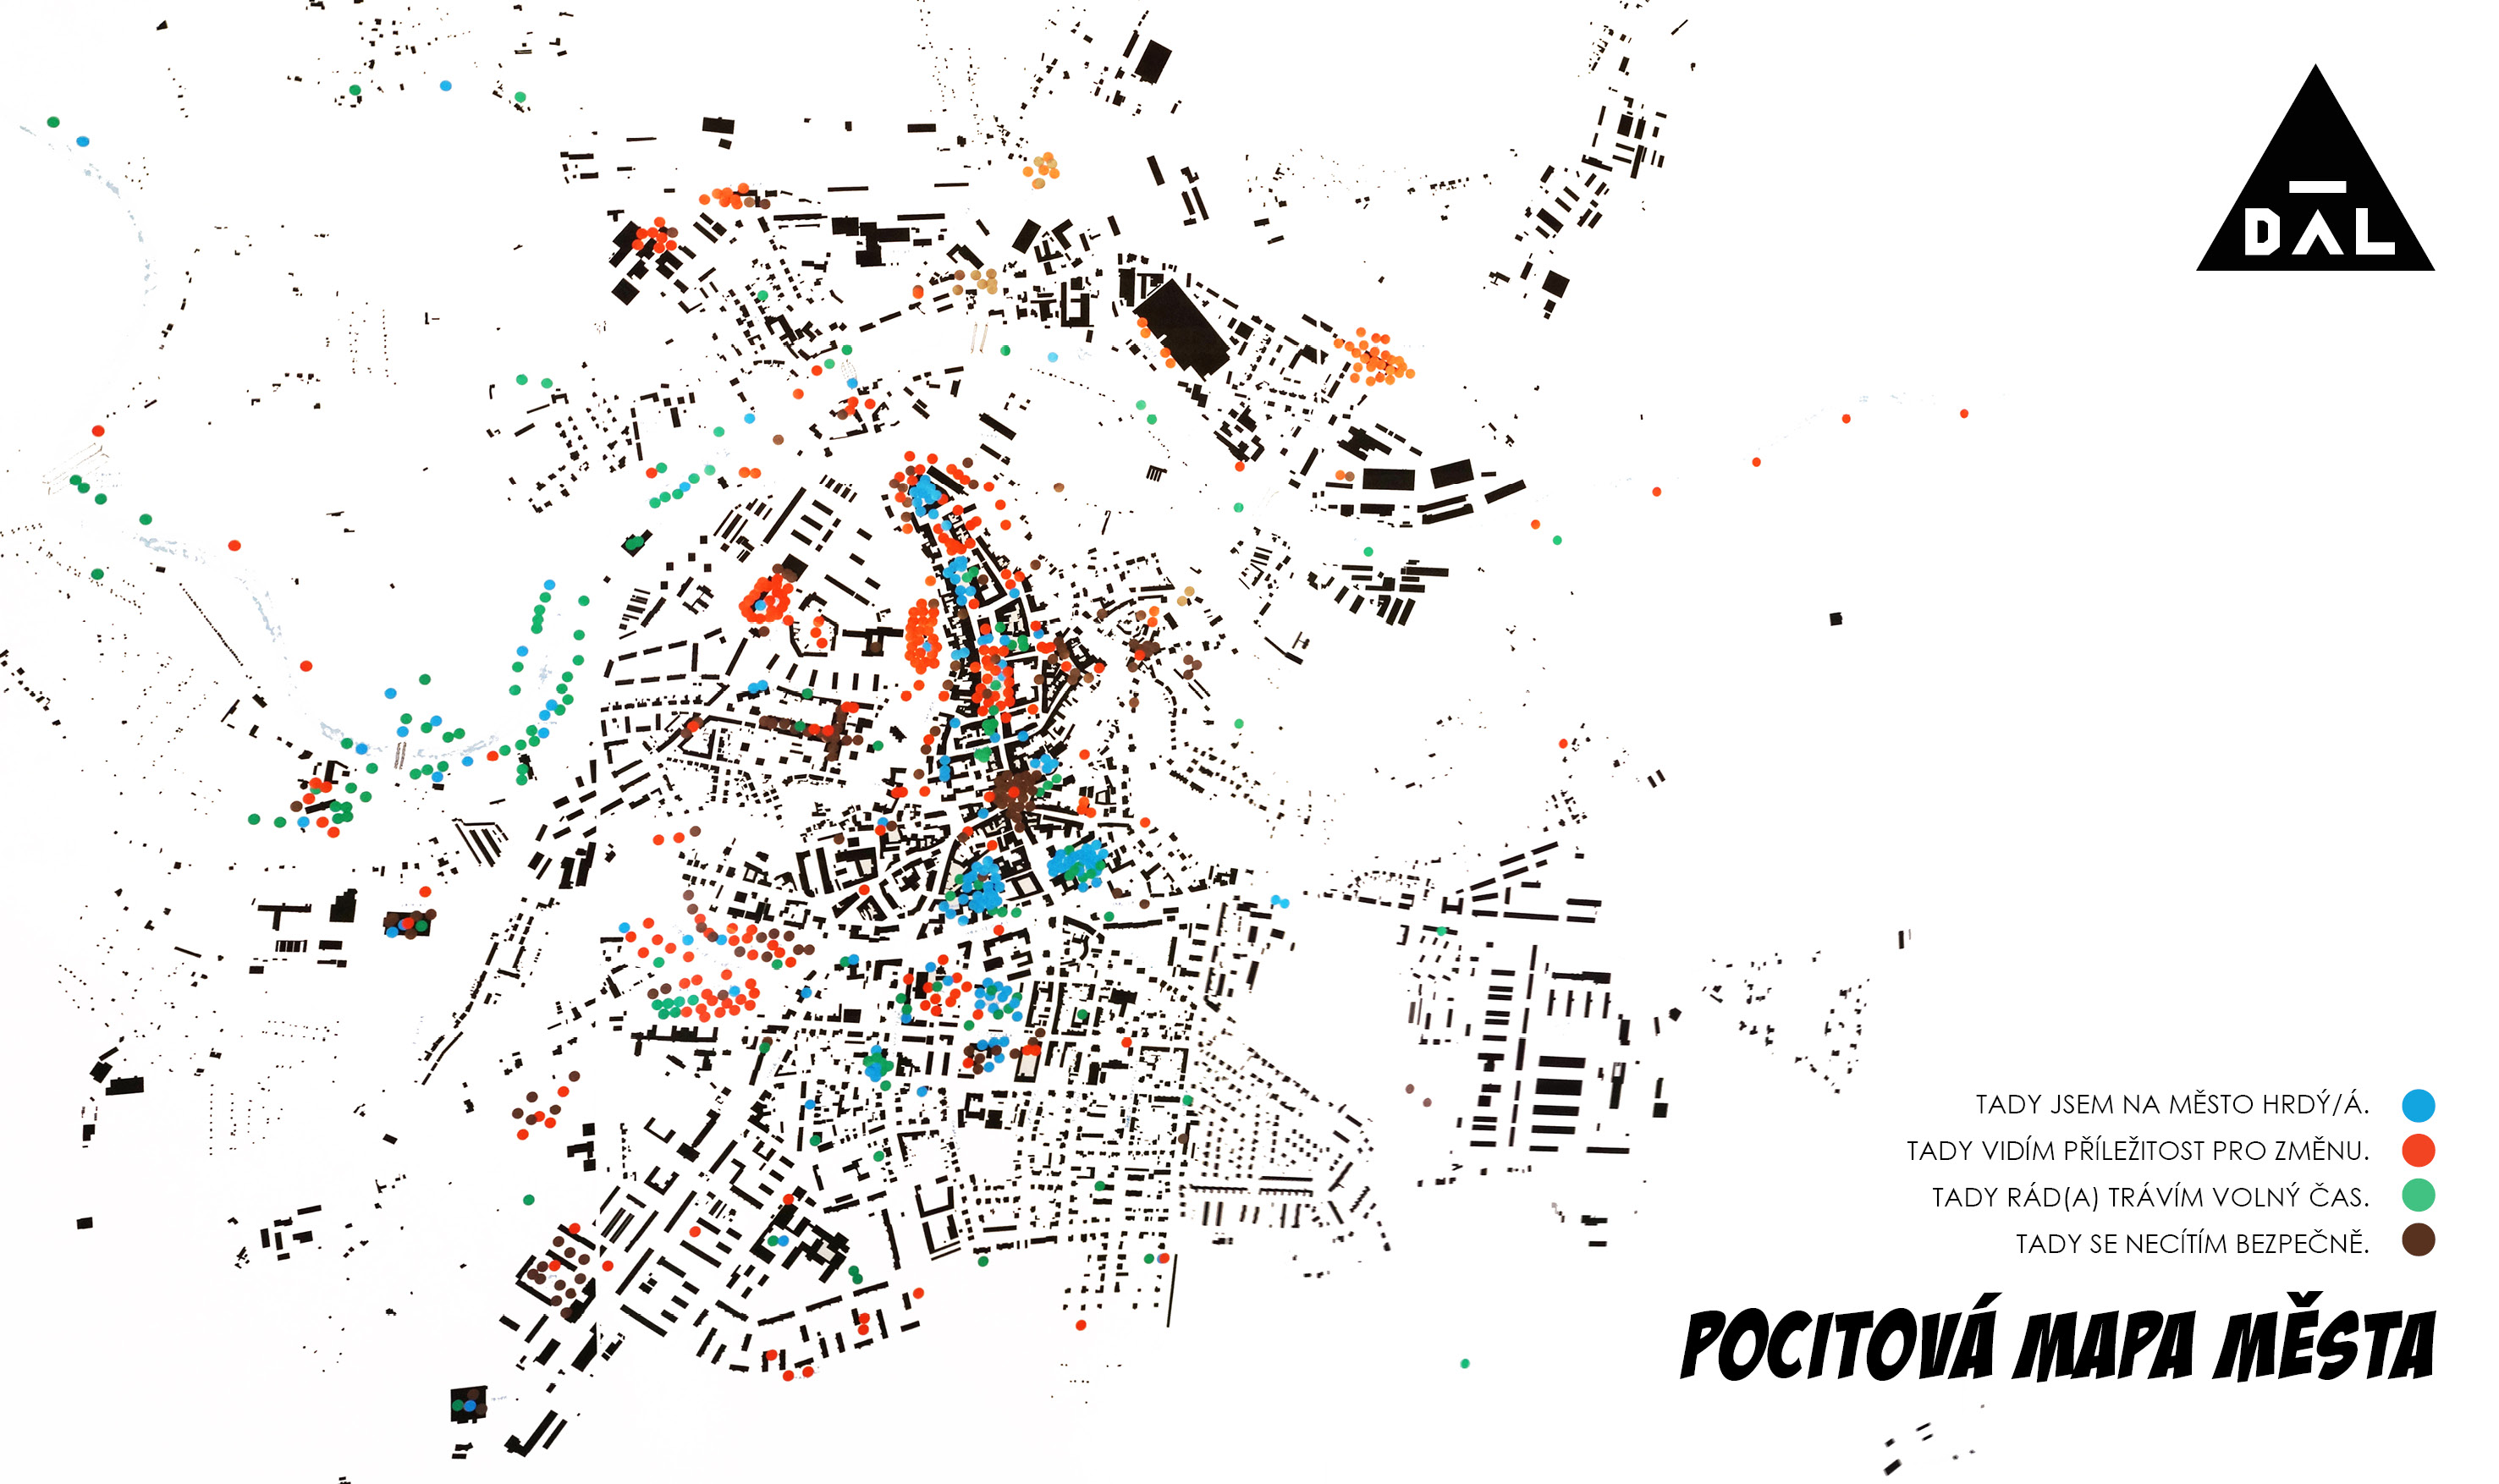 DÁL
TADY JSEM NA MĚSTO HRDÝ/Á.
TADY VIDÍM PŘÍLEŽITOST PRO ZMĚNU.
TADY RÁD(A) TRÁVÍM VOLNÝ ČAS.
TADY SE NECÍTÍM BEZPEČNĚ.
POCITOVÁ MAPA MĚSTA